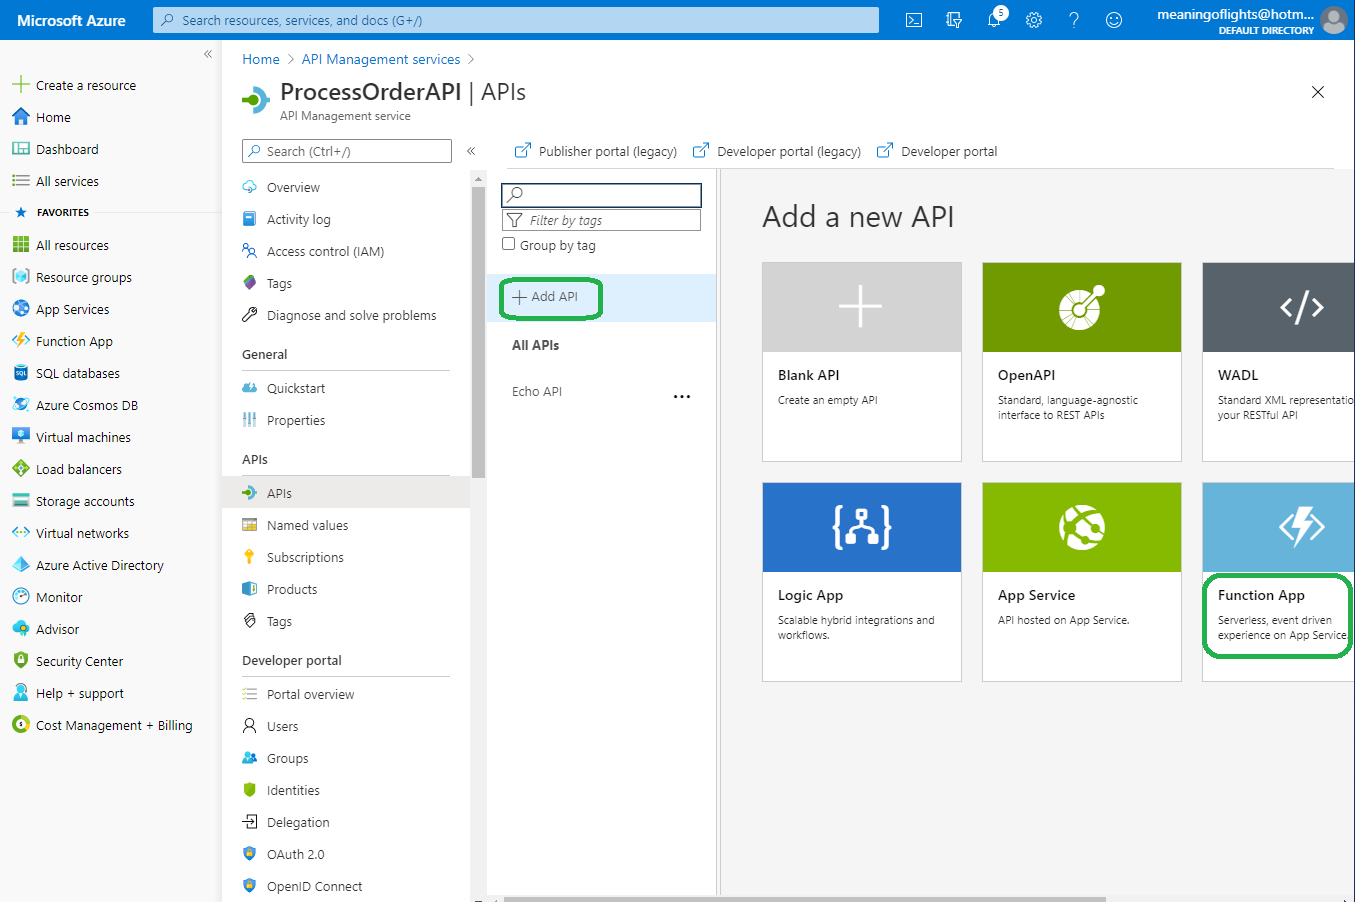 Microsoft Azure
Search resources, services, and docs (G+/)
5
meaningoflights@hotm...
DEFAULT DIRECTORY
«
Create a resource
Home
Dashboard
All services
FAVORITES
All resources
Resource groups
App Services
Function App
SQL databases
Azure Cosmos DB
Virtual machines
Load balancers
Storage accounts
Virtual networks
Azure Active Directory
Monitor
Advisor
Security Center
Help + support
Cost Management + Billing
Home > API Management services >
ProcessOrderAPI | APIs
API Management service
Search (Ctrl+/)
«
Overview
Activity log
Access control (IAM)
Tags
Diagnose and solve problems
General
Quickstart
Properties
APIs
APIs
Named values
Subscriptions
Products
Tags
Developer portal
Portal overview
Users
Groups
Identities
Delegation
OAuth 2.0
OpenID Connect
Publisher portal (legacy)
Developer portal (legacy)
Developer portal
Filter by tags
Group by tag
+ Add API
All APIs
Echo API
...
Add a new API
Blank API
Create an empty API
OpenAPI
Standard, language-agnostic
interface to REST APIs
WADL
Standard XML representatio
your RESTful API
Logic App
Scalable hybrid integrations and
workflows.
App Service
API hosted on App Service.
Function App
Serverless, event driven
experience on App Service.